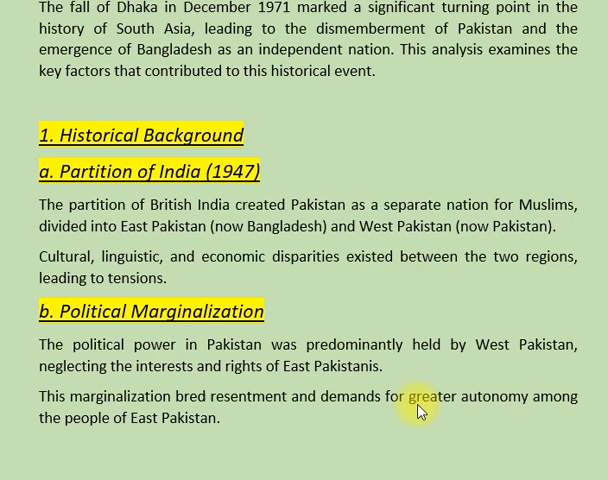 The fall of Dhaka in December 1971 marked a significant turning point in the
history of South Asia, leading to the dismemberment of Pakistan and the
emergence of Bangladesh as an independent nation. This analysis examines the
key factors that contributed to this historical event.
1. Historical Background
a. Partition of India (1947)
The partition of British India created Pakistan as a separate nation for Muslims,
divided into East Pakistan (now Bangladesh) and West Pakistan (now Pakistan).
Cultural, linguistic, and economic disparities existed between the two regions,
leading to tensions.
b. Political Marginalization
The political power in Pakistan was predominantly held by West Pakistan,
neglecting the interests and rights of East Pakistanis.
This marginalization bred resentment and demands for greater autonomy among
the people of East Pakistan.